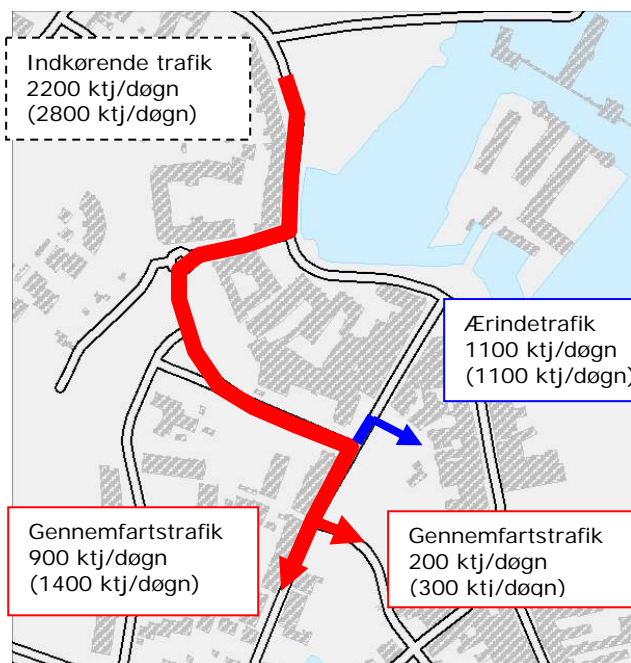 Indkørende trafik
2200 ktj/døgn
(2800 ktj/døgn)
Ærindetrafik
1100 ktj/døgn
(1100 ktj/døgn)
Gennemfartstrafik
900 ktj/døgn
(1400 ktj/døgn)
Gennemfartstrafik
200 ktj/døgn
(300 ktj/døgn)